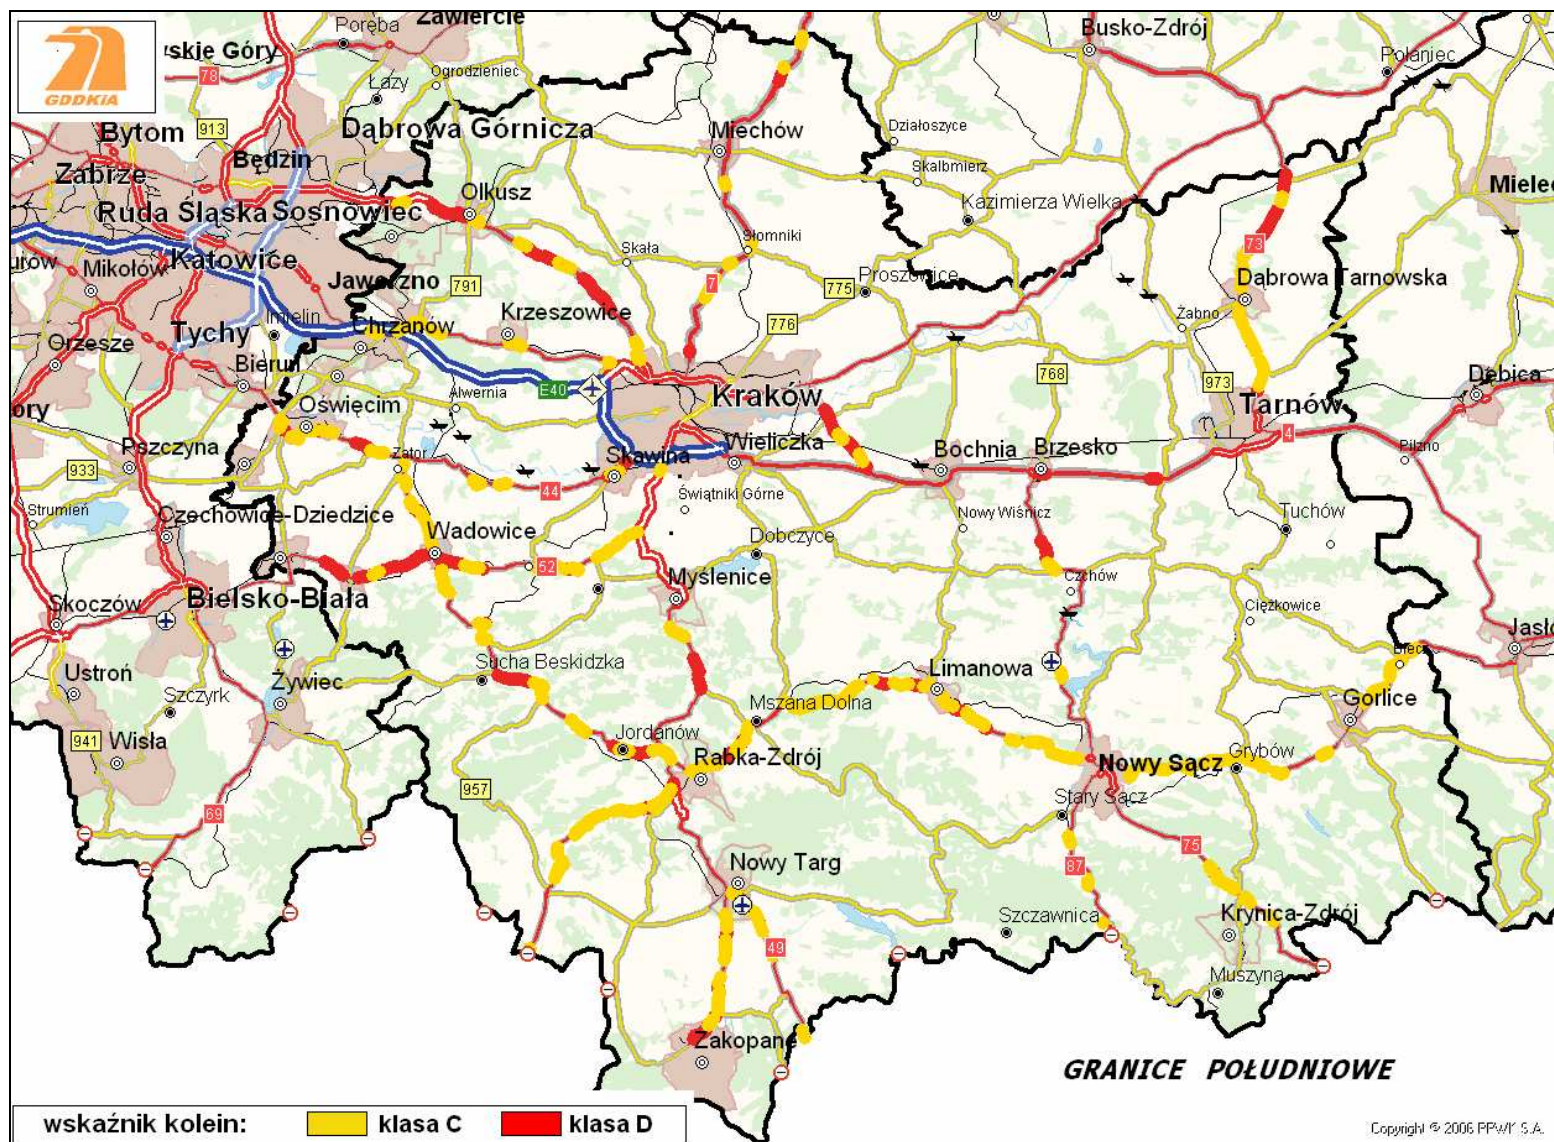 GDDKiA
Poręba
Zawiercie
skie Góry
78
Łazy
Ogrodzieniec
Busko-Zdrój
Połaniec
Bytom
913
Będzin
Dąbrowa Górnicza
Miechów
Działoszyce
Skalbmierz
Zabrze
Olkusz
Kazimierza Wielka
Mielec
Ruda Śląska
Sosnowiec
Skała
Słomniki
73
Katowice
Mikołów
Jaworzno
791
Krzeszowice
7
775
Proszowice
Dąbrowa Tarnowska
Tychy
Imielin
Chrzanów
776
Żabno
Orzesze
Bieruń
E40
Alwernia
768
973
Dębica
ory
Oświęcim
Kraków
Tarnów
4
Pszczyna
933
Zator
Skawina
Wieliczka
Bochnia
Brzesko
Pilzno
44
Strumień
Świątniki Górne
Nowy Wiśnicz
Tuchów
Czechowice-Dziedzice
Wadowice
52
Dobczyce
Czchów
Myślenice
Skoczów
Bielsko-Biała
Ciężkowice
Jasło
Biecz
Ustroń
Szczyrk
Żywiec
Sucha Beskidzka
Limanowa
Gorlice
Mszana Dolna
941
Wisła
Jordanów
Rabka-Zdrój
Nowy Sącz
Grybów
957
69
Stary Sącz
75
87
Nowy Targ
Szczawnica
Krynica-Zdrój
49
Muszyna
Zakopane
GRANICE POŁUDNIOWE
wskaźnik kolein: klasa C klasa D
Copyright © 2006 PPWK S.A.